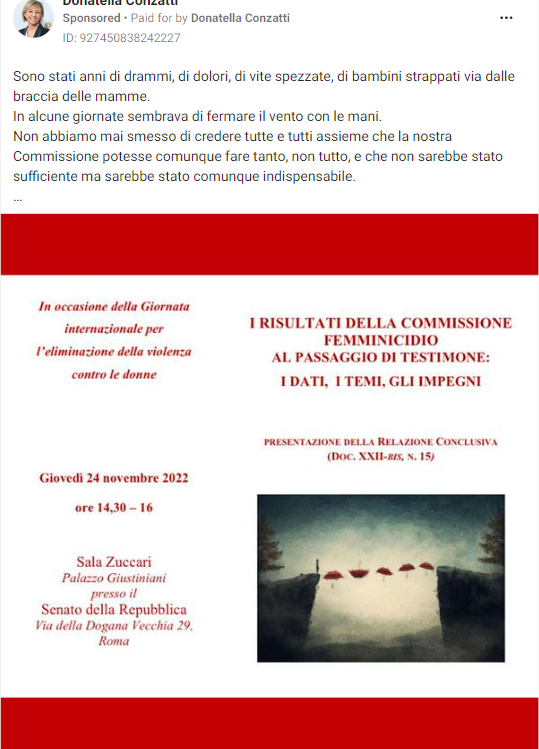 Donatella Conzatti
Sponsored • Paid for by Donatella Conzatti
ID: 927450838242227
Sono stati anni di drammi, di dolori, di vite spezzate, di bambini strappati via dalle
braccia delle mamme.
In alcune giornate sembrava di fermare il vento con le mani.
Non abbiamo mai smesso di credere tutte e tutti assieme che la nostra
Commissione potesse comunque fare tanto, non tutto, e che non sarebbe stato
sufficiente ma sarebbe stato comunque indispensabile.
...
In occasione della Giornata
internazionale per
l'eliminazione della violenza
contro le donne
Giovedì 24 novembre 2022
ore 14,30 – 16
Sala Zuccari
Palazzo Giustiniani
presso il
Senato della Repubblica
Via della Dogana Vecchia 29,
Roma
I RISULTATI DELLA COMMISSIONE
FEMMINICIDIO
AL PASSAGGIO DI TESTIMONE:
I DATI, I TEMI, GLI IMPEGNI
PRESENTAZIONE DELLA RELAZIONE CONCLUSIVA
(DOC. XXII-BIS, N. 15)